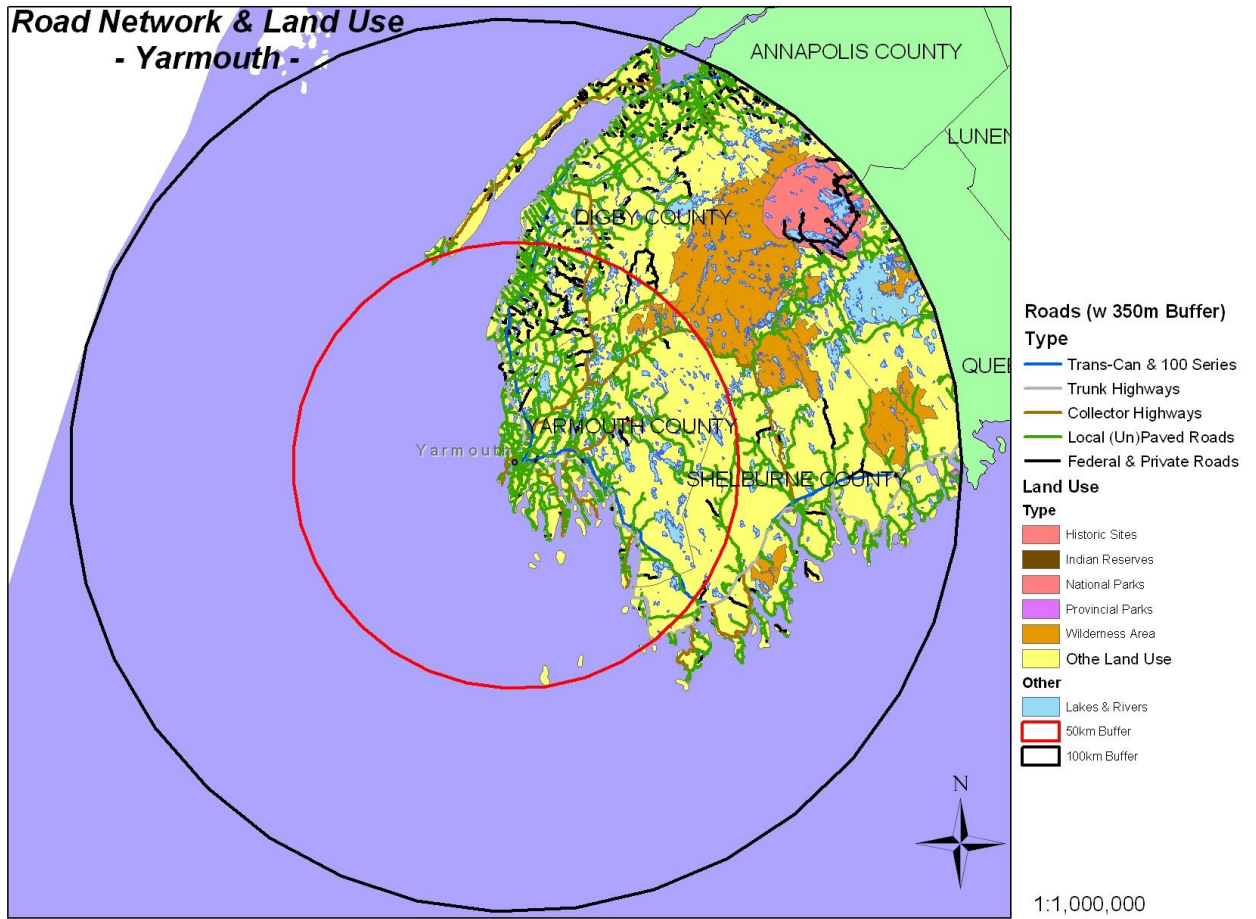 Road Network & Land Use
- Yarmouth -
ANNAPOLIS COUNTY
LUNEN
DIGBY COUNTY
QUEE
YARMOUTH COUNTY
Yarmouth
SHELBURNE COUNTY
Roads (w 350m Buffer)
Type
Trans-Can & 100 Series
Trunk Highways
Collector Highways
Local (Un)Paved Roads
Federal & Private Roads
Land Use
Type
Historic Sites
Indian Reserves
National Parks
Provincial Parks
Wilderness Area
Othe Land Use
Other
Lakes & Rivers
50km Buffer
100km Buffer
N
1:1,000,000